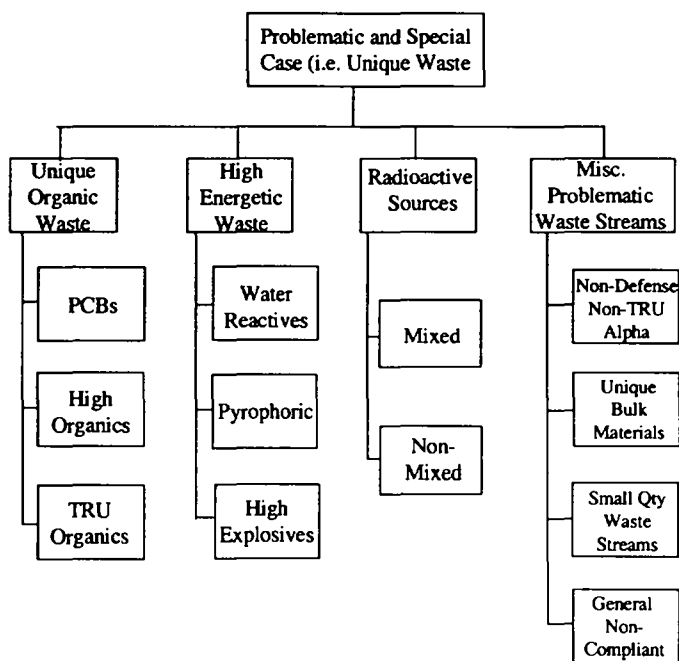 Problematic and Special
Case (i.e. Unique Waste
Unique
Organic
Waste
High
Energetic
Waste
Radioactive
Sources
Misc.
Problematic
Waste Streams
PCBs
High
Organics
TRU
Organics
Water
Reactives
Pyrophoric
High
Explosives
Mixed
Non-
Mixed
Non-Defense
Non-TRU
Alpha
Unique
Bulk
Materials
Small Qty
Waste
Streams
General
Non-
Compliant